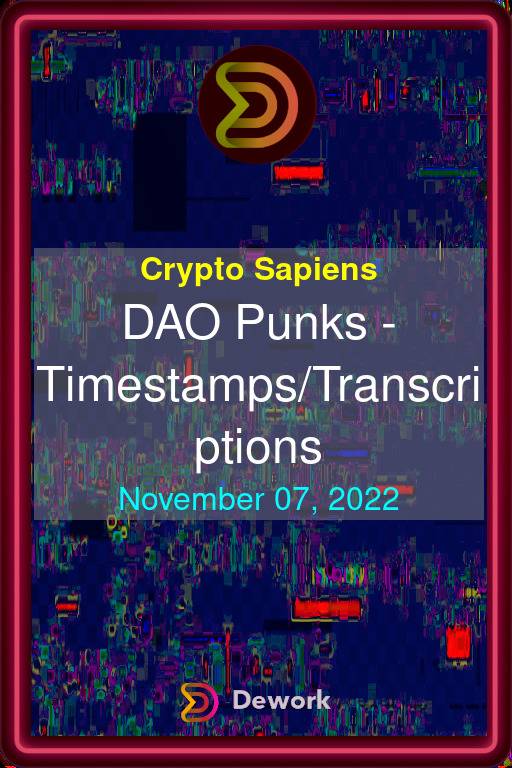 Crypto Sapiens
DAO Punks -
Timestamps/Transcri
ptions
November 07, 2022
Dework